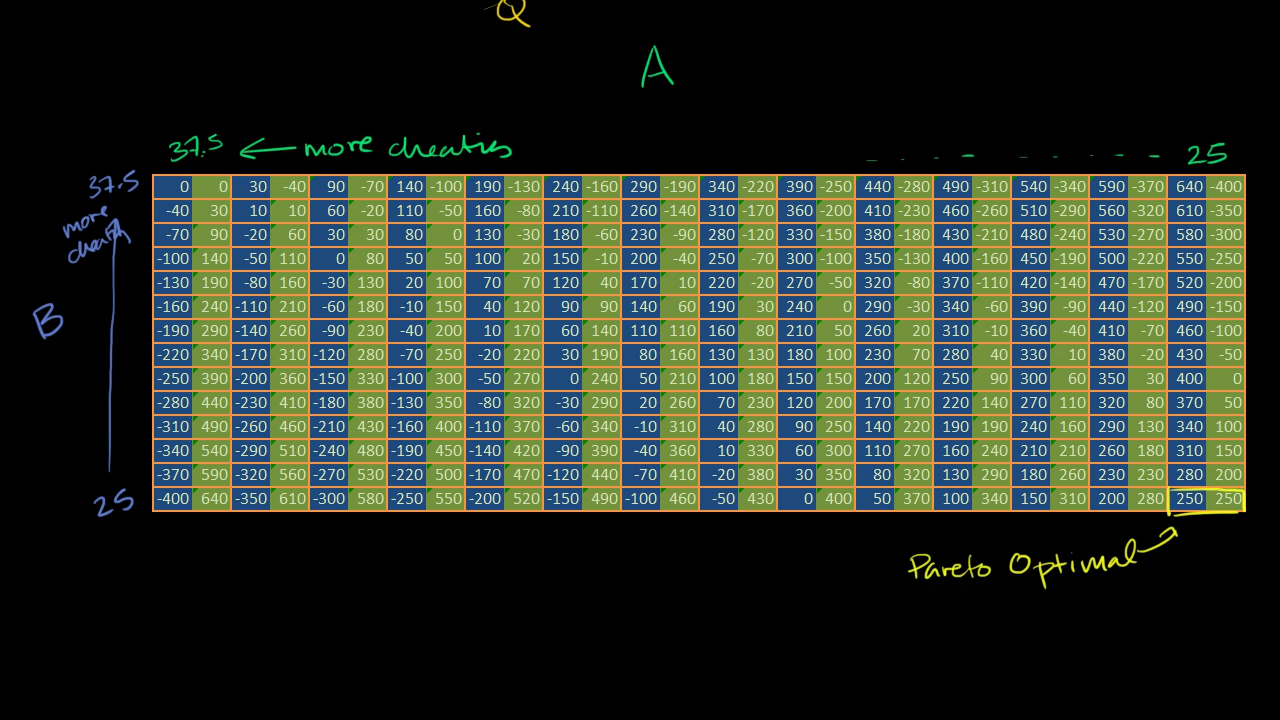 Q
A
37.5 ← more cheating 25
37.5 0 0 30 -40 90 -70 140 -100 190 -130 240 -160 290 -190 340 -220 390 -250 440 -280 490 -310 540 -340 590 -370 640 -400
more -40 30 10 10 60 -20 110 -50 160 -80 210 -110 260 -140 310 -170 360 -200 410 -230 460 -260 510 -290 560 -320 610 -350
cheating -70 90 -20 60 30 30 80 0 130 -30 180 -60 230 -90 280 -120 330 -150 380 -180 430 -210 480 -240 530 -270 580 -300
-100 140 -50 110 0 80 50 50 100 20 150 -10 200 -40 250 -70 300 -100 350 -130 400 -160 450 -190 500 -220 550 -250
-130 190 -80 160 -30 130 20 100 70 70 120 40 170 10 220 -20 270 -50 320 -80 370 -110 420 -140 470 -170 520 -200
B -160 240 -110 210 -60 180 -10 150 40 120 90 90 140 60 190 30 240 0 290 -30 340 -60 390 -90 440 -120 490 -150
-190 290 -140 260 -90 230 -40 200 10 170 60 140 110 110 160 80 210 50 260 20 310 -10 360 -40 410 -70 460 -100
-220 340 -170 310 -120 280 -70 250 -20 220 30 190 80 160 130 130 180 100 230 70 280 40 330 10 380 -20 430 -50
-250 390 -200 360 -150 330 -100 300 -50 270 0 240 50 210 100 180 150 150 200 120 250 90 300 60 350 30 400 0
-280 440 -230 410 -180 380 -130 350 -80 320 -30 290 20 260 70 230 120 200 170 170 220 140 270 110 320 80 370 50
-310 490 -260 460 -210 430 -160 400 -110 370 -60 340 -10 310 40 280 90 250 140 220 190 190 240 160 290 130 340 100
-340 540 -290 510 -240 480 -190 450 -140 420 -90 390 -40 360 10 330 60 300 110 270 160 240 210 210 260 180 310 150
-370 590 -320 560 -270 530 -220 500 -170 470 -120 440 -70 410 -20 380 30 350 80 320 130 290 180 260 230 230 280 200
25 -400 640 -350 610 -300 580 -250 550 -200 520 -150 490 -100 460 -50 430 0 400 50 370 100 340 150 310 200 280 250 250
Pareto Optimal